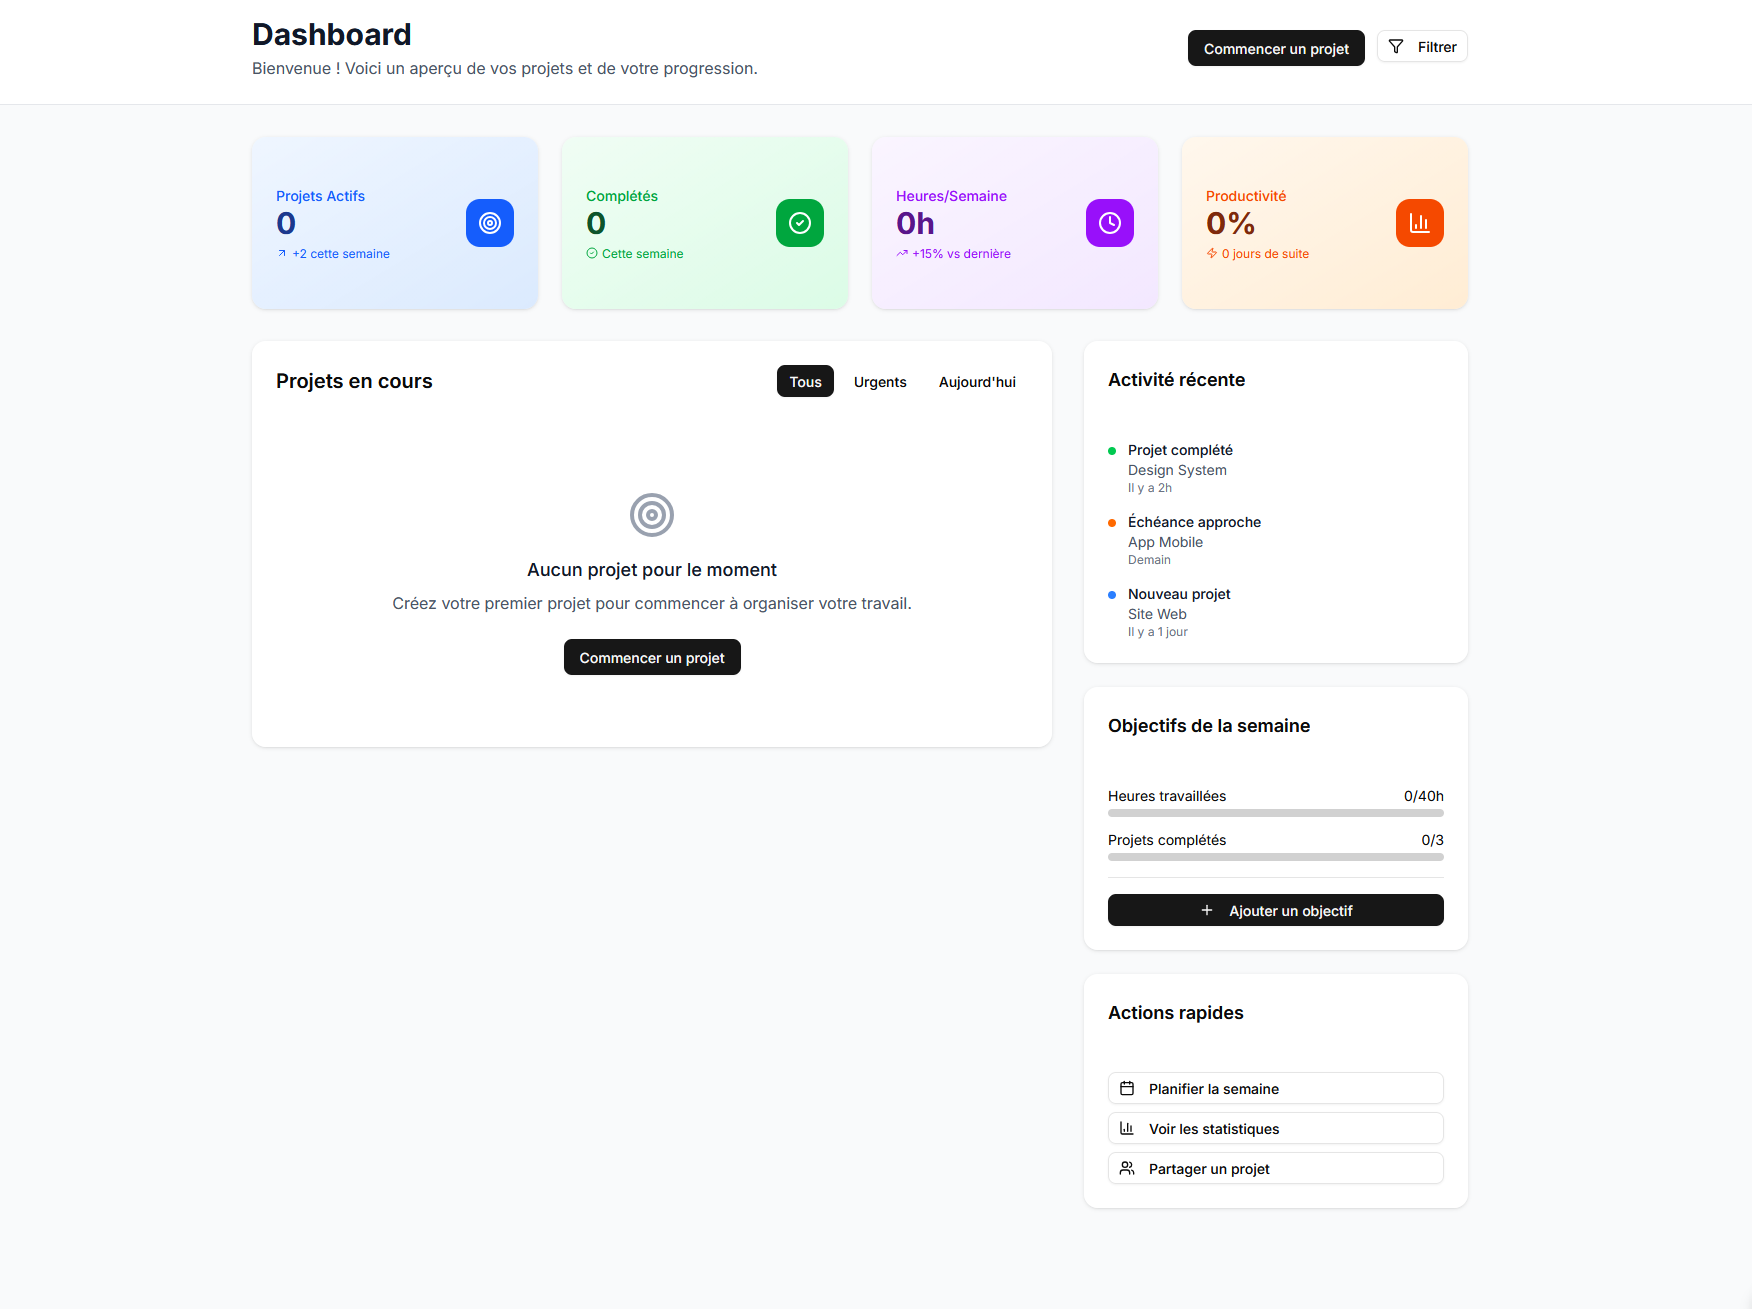 Dashboard
Bienvenue ! Voici un aperçu de vos projets et de votre progression.
Commencer un projet
Filtrer
Projets Actifs
0
+2 cette semaine
Complétés
0
Cette semaine
Heures/Semaine
0h
+15% vs dernière
Productivité
0%
0 jours de suite
Projets en cours
Tous
Urgents
Aujourd'hui
Aucun projet pour le moment
Créez votre premier projet pour commencer à organiser votre travail.
Commencer un projet
Activité récente
Projet complété
Design System
Il y a 2h
Échéance approche
App Mobile
Demain
Nouveau projet
Site Web
Il y a 1 jour
Objectifs de la semaine
Heures travaillées 0/40h
Projets complétés 0/3
Ajouter un objectif
Actions rapides
Planifier la semaine
Voir les statistiques
Partager un projet